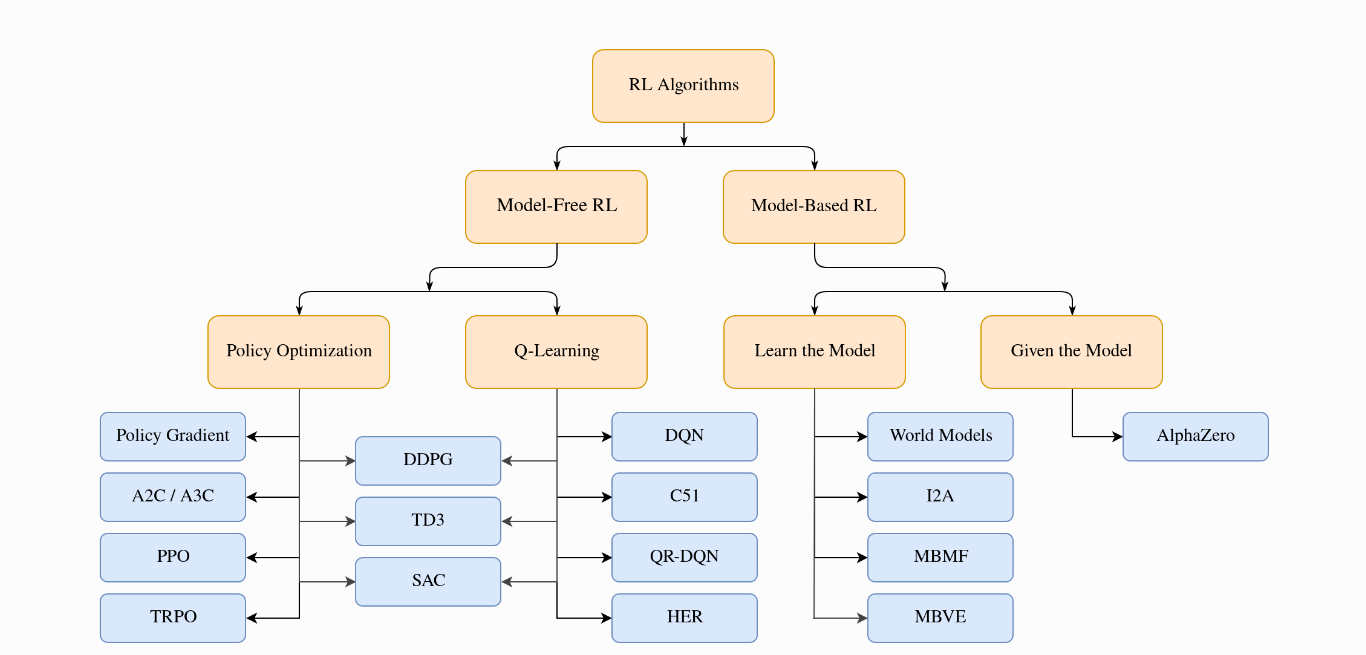 RL Algorithms
Model-Free RL
Model-Based RL
Policy Optimization
Q-Learning
Learn the Model
Given the Model
Policy Gradient
A2C / A3C
PPO
TRPO
DDPG
TD3
SAC
DQN
C51
QR-DQN
HER
World Models
I2A
MBMF
MBVE
AlphaZero